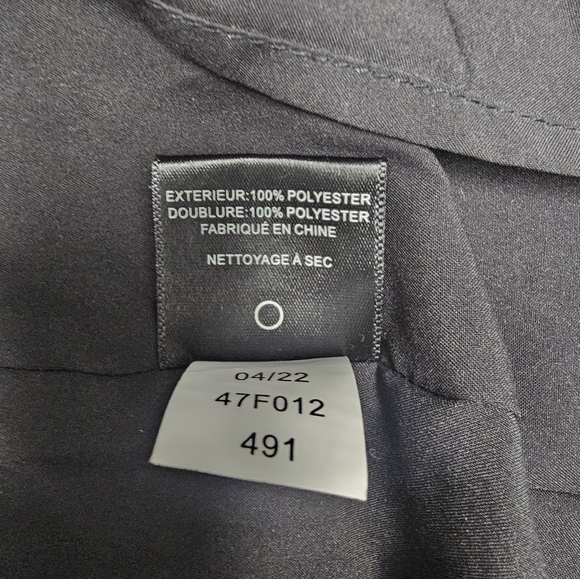 EXTERIEUR:100% POLYESTER
DOUBLURE:100% POLYESTER
FABRIQUÉ EN CHINE
NETTOYAGE À SEC
04/22
47F012
491